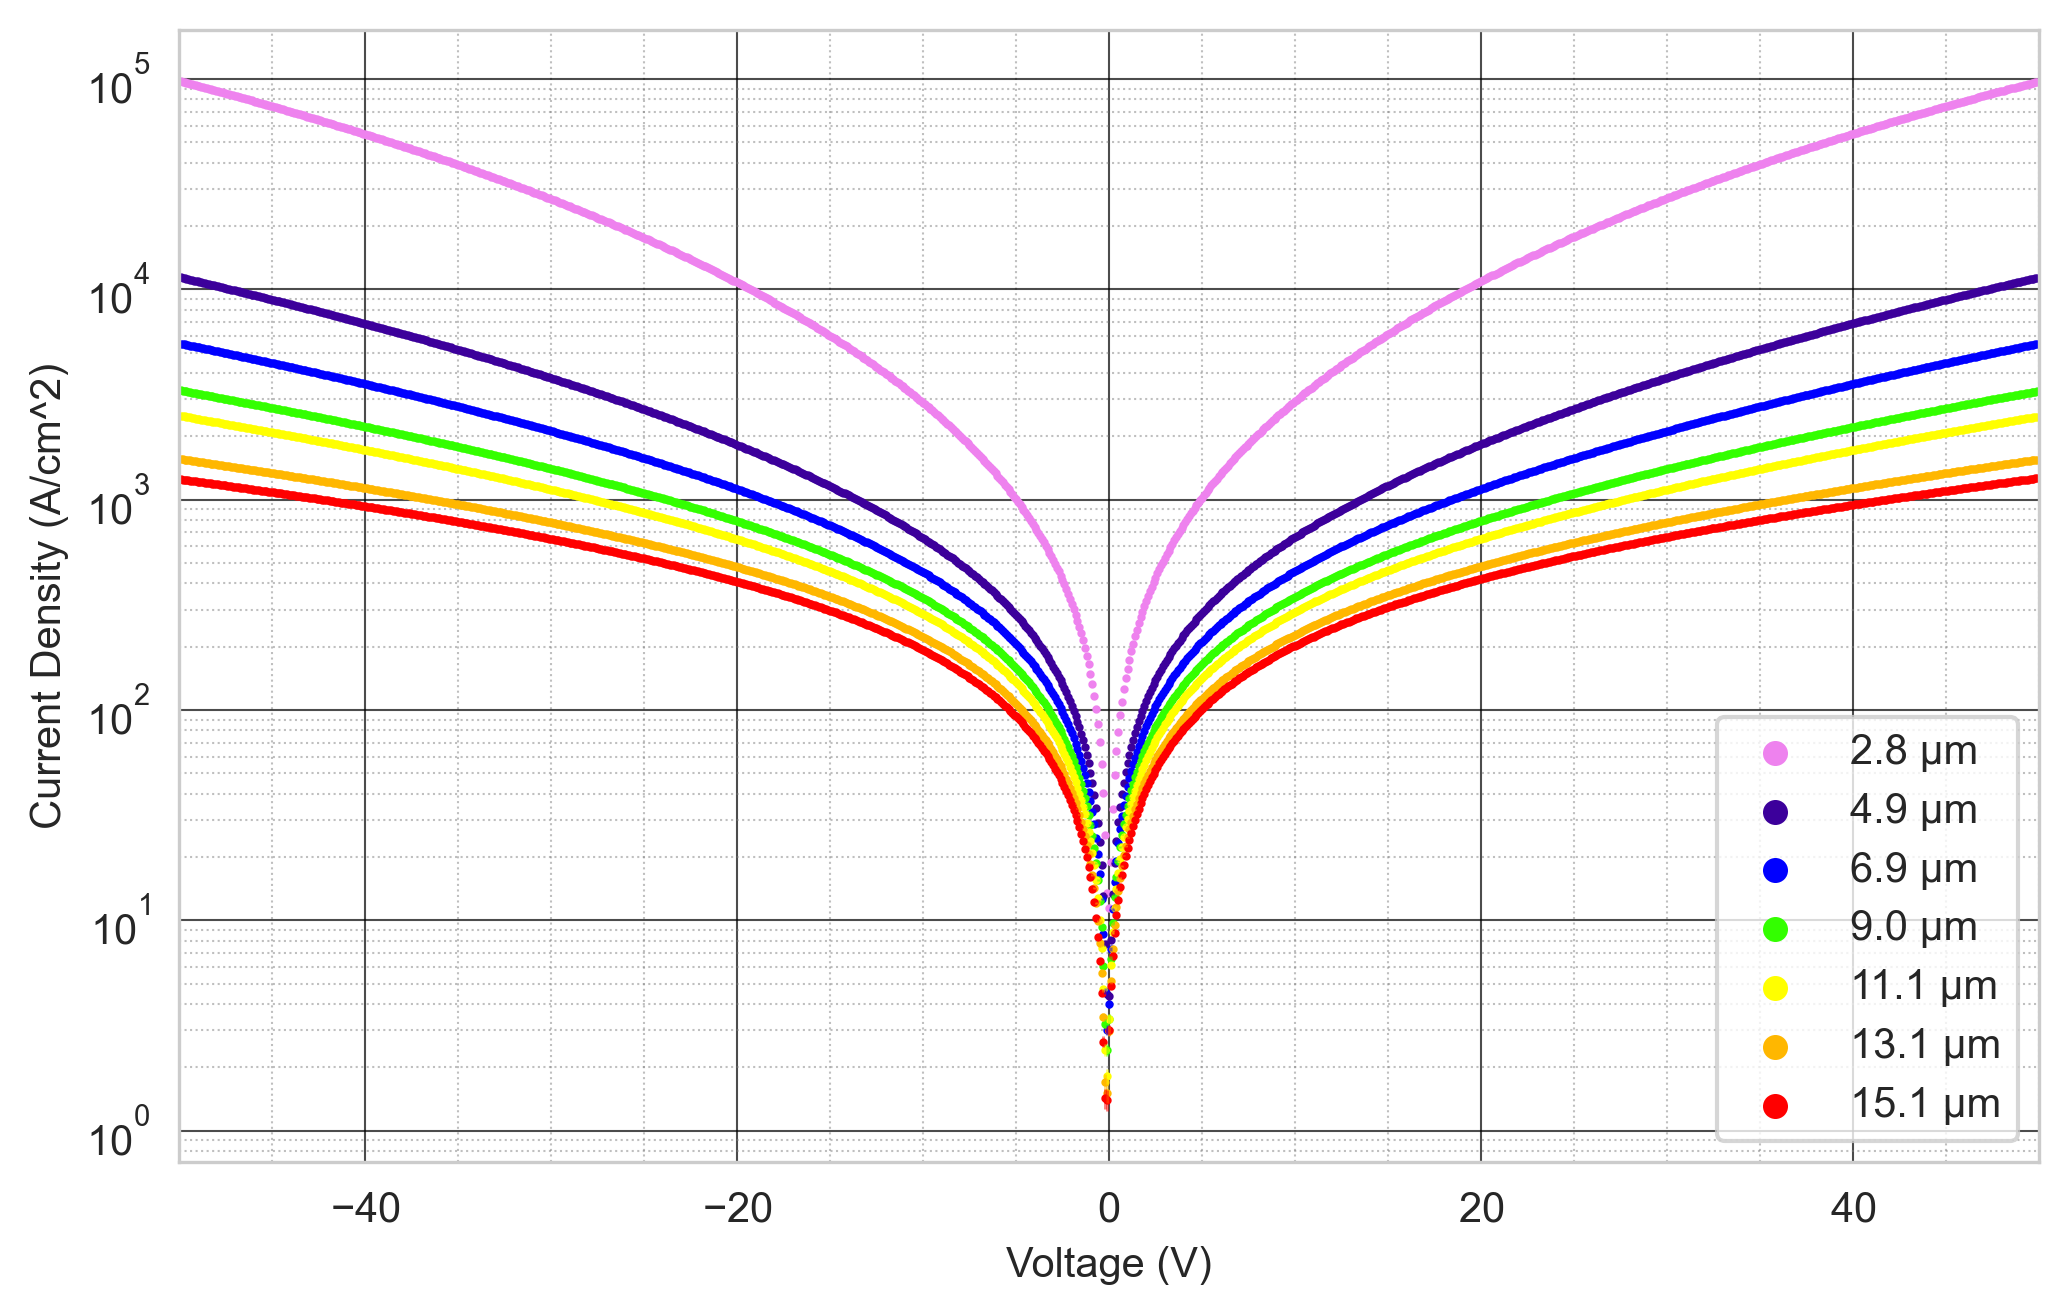 10^5
10^4
10^3
10^2
10^1
10^0
Current Density (A/cm^2)
2.8 µm
4.9 µm
6.9 µm
9.0 µm
11.1 µm
13.1 µm
15.1 µm
−40 −20 0 20 40
Voltage (V)